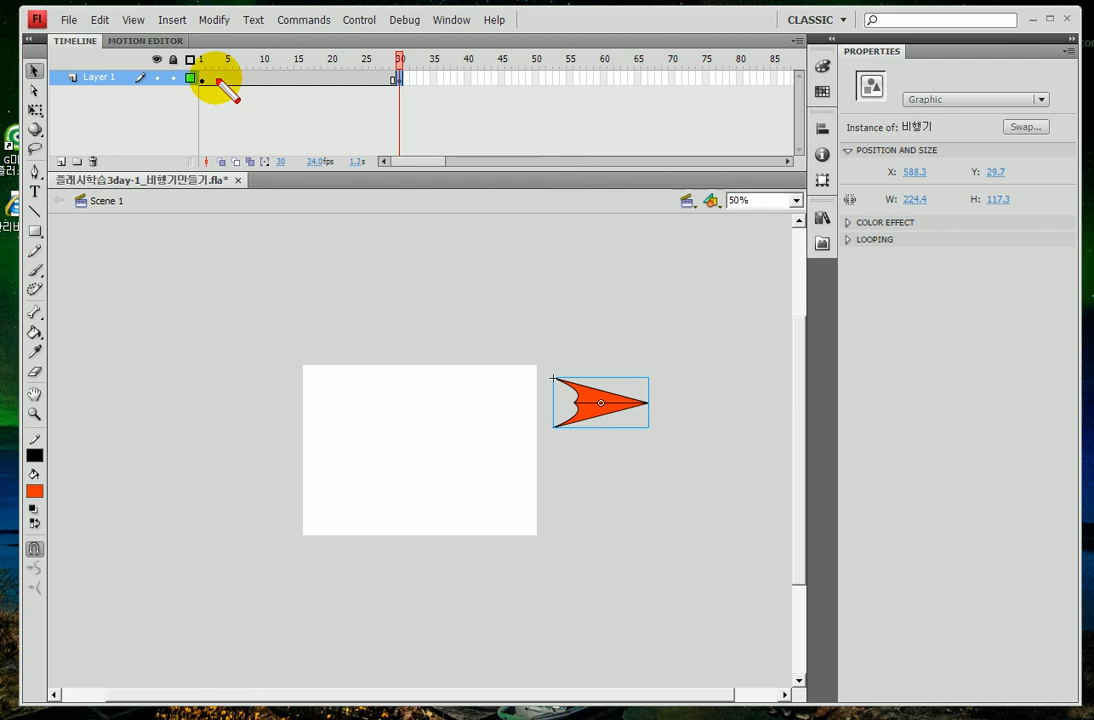 Fl File Edit View Insert Modify Text Commands Control Debug Window Help CLASSIC
TIMELINE MOTION EDITOR
PROPERTIES
1 5 10 15 20 25 30 35 40 45 50 55 60 65 70 75 80 85
Layer 1
Graphic
Instance of: 비행기 Swap...
POSITION AND SIZE
30 24.0fps 1.2s
X: 588.3 Y: 29.7
플래시학습3day-1_비행기만들기.fla*
W: 224.4 H: 117.3
Scene 1 50%
COLOR EFFECT
LOOPING